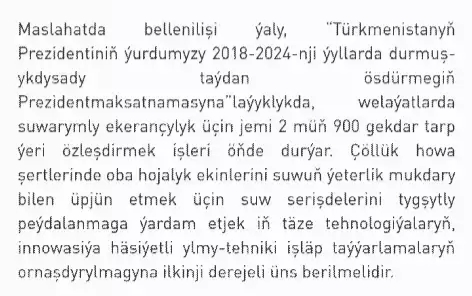 Maslahatda bellenilişi ýaly, “Türkmenistanyň
Prezidentiniň ýurdumyzy 2018-2024-nji ýyllarda durmuş-
ykdysady taýdan ösdürmegiň
Prezidentmaksatnamasyna”laýyklykda, welaýatlarda
suwarymly ekerançylyk üçin jemi 2 müň 900 gekdar tarp
ýeri özleşdirmek işleri öňde durýar. Çöllük howa
şertlerinde oba hojalyk ekinlerini suwuň ýeterlik mukdary
bilen üpjün etmek üçin suw serişdelerini tygşytly
peýdalanmaga ýardam etjek iň täze tehnologiýalaryň,
innowasiýa häsiýetli ylmy-tehniki işläp taýýarlamalaryň
ornaşdyrylmagyna ilkinji derejeli üns berilmelidir.